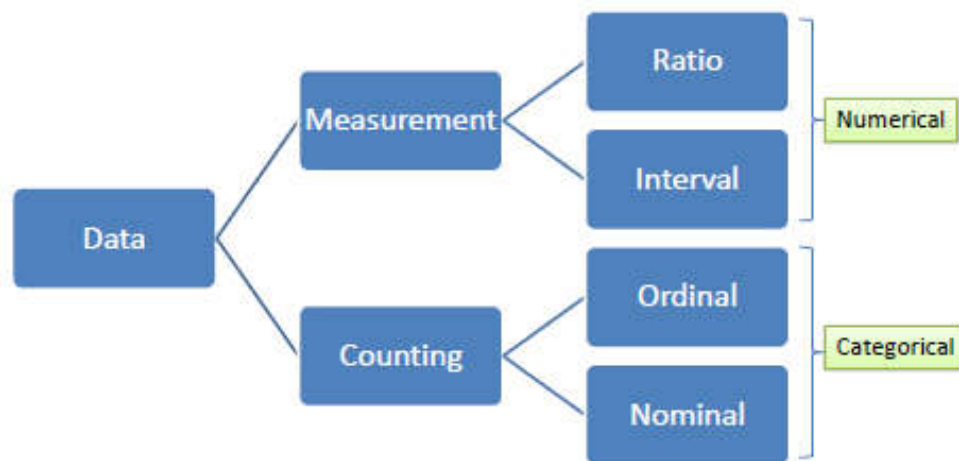 Data
Measurement
Counting
Ratio
Interval
Ordinal
Nominal
Numerical
Categorical